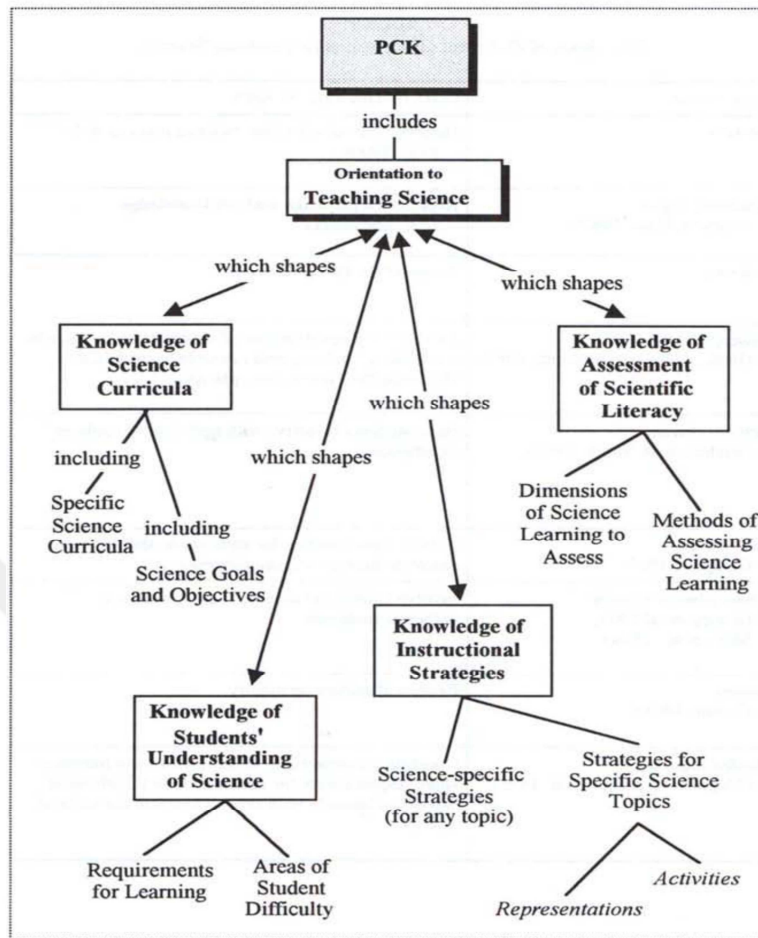 PCK
includes
Orientation to
Teaching Science
which shapes
which shapes
Knowledge of
Science
Curricula
Knowledge of
Assessment
of Scientific
Literacy
which shapes
which shapes
including
Specific
Science
Curricula
including
Science Goals
and Objectives
Dimensions
of Science
Learning to
Assess
Methods of
Assessing
Science
Learning
Knowledge of
Instructional
Strategies
Knowledge of
Students'
Understanding
of Science
Science-specific
Strategies
(for any topic)
Strategies for
Specific Science
Topics
Requirements
for Learning
Areas of
Student
Difficulty
Representations
Activities